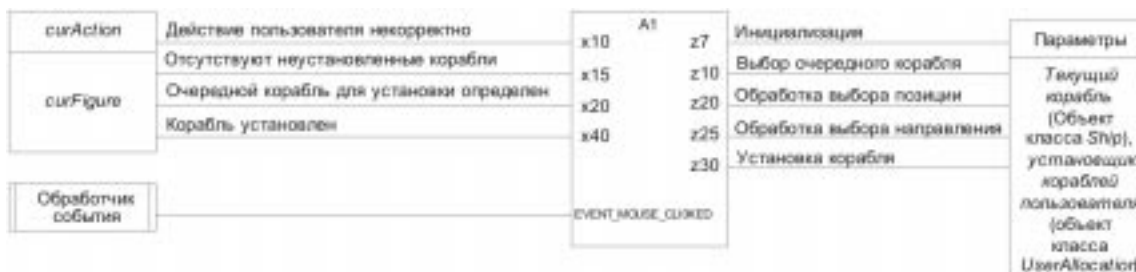 curAction
Действие пользователя некорректно
x10
A1
z7
Инициализация
Параметры
curFigure
Отсутствуют неустановленные корабли
x15
z10
Выбор очередного корабля
Очередной корабль для установки определен
x20
z20
Обработка выбора позиции
Корабль установлен
x40
z25
Обработка выбора направления
z30
Установка корабля
Текущий
корабль
(Объект
класса Ship),
установщик
кораблей
пользователя
(объект
класса
UserAllocation
Обработчик
события
EVENT_MOUSE_CLICKED